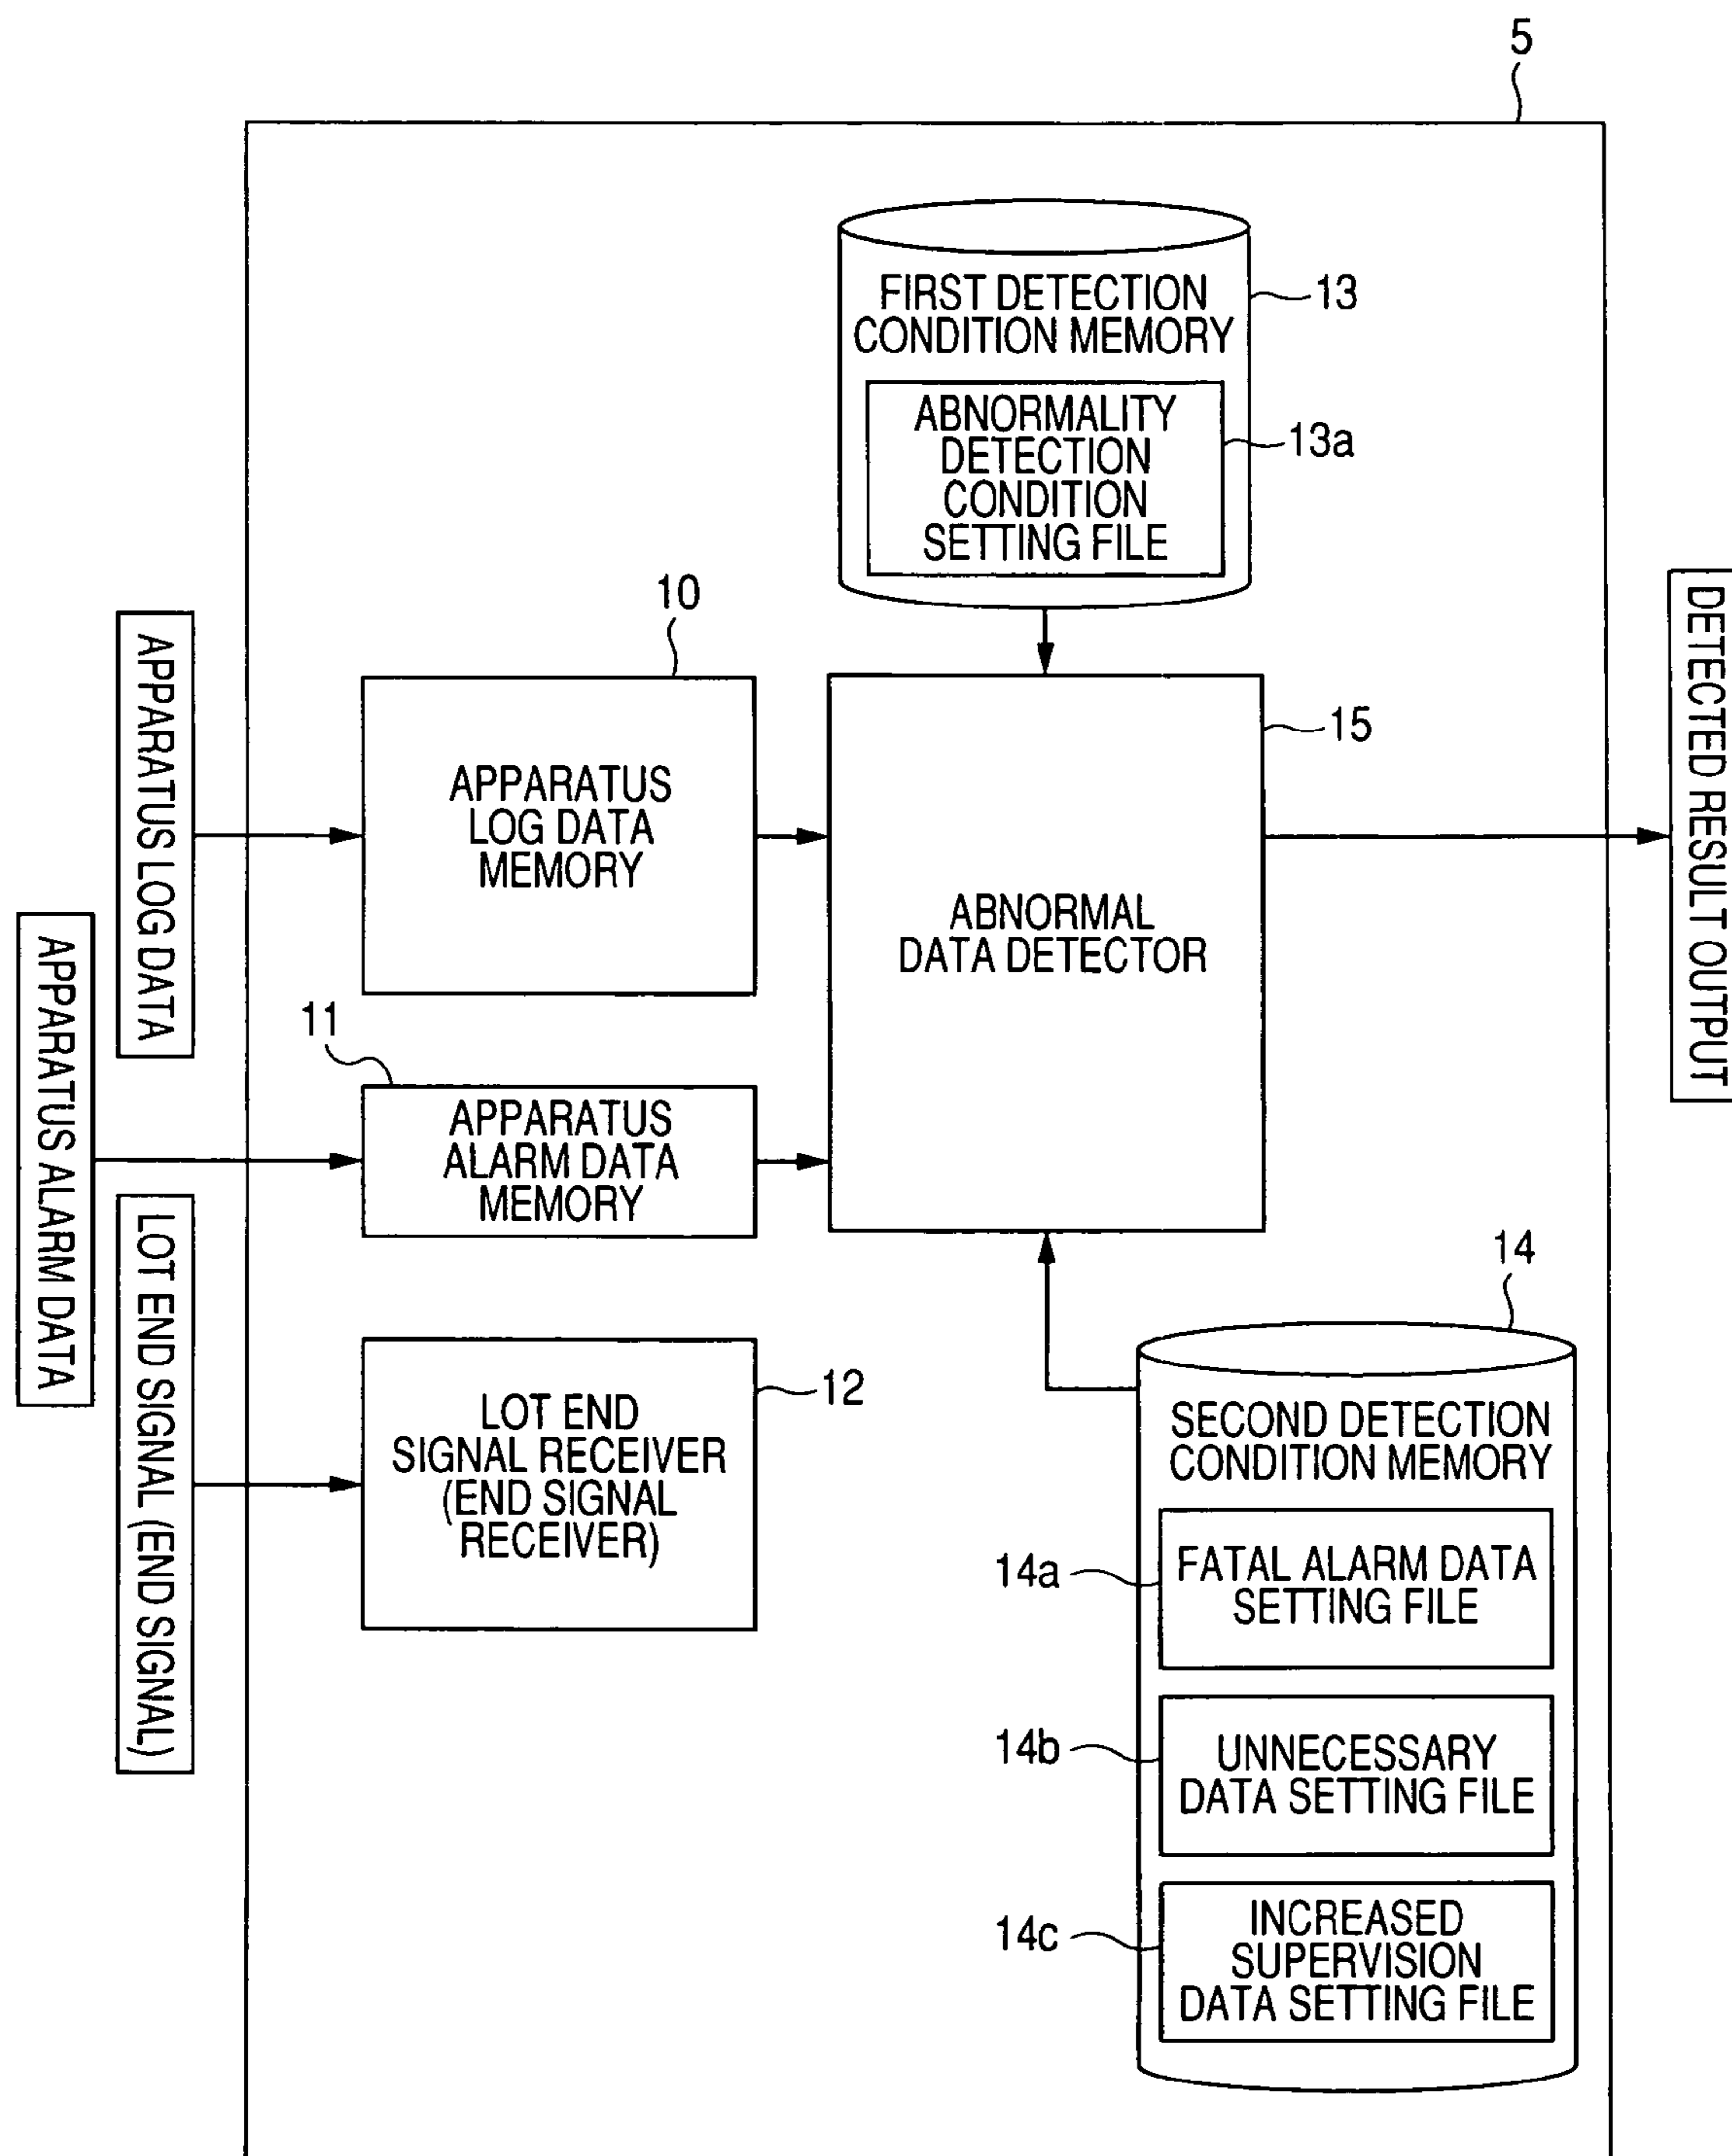 5
FIRST DETECTION
CONDITION MEMORY
13
ABNORMALITY
DETECTION
CONDITION
SETTING FILE
13a
10
APPARATUS LOG DATA
APPARATUS
LOG DATA
MEMORY
15
ABNORMAL
DATA DETECTOR
DETECTED RESULT OUTPUT
11
APPARATUS ALARM DATA
APPARATUS
ALARM DATA
MEMORY
LOT END SIGNAL (END SIGNAL)
12
LOT END
SIGNAL RECEIVER
(END SIGNAL
RECEIVER)
14
SECOND DETECTION
CONDITION MEMORY
14a
FATAL ALARM DATA
SETTING FILE
14b
UNNECESSARY
DATA SETTING FILE
14c
INCREASED
SUPERVISION
DATA SETTING FILE